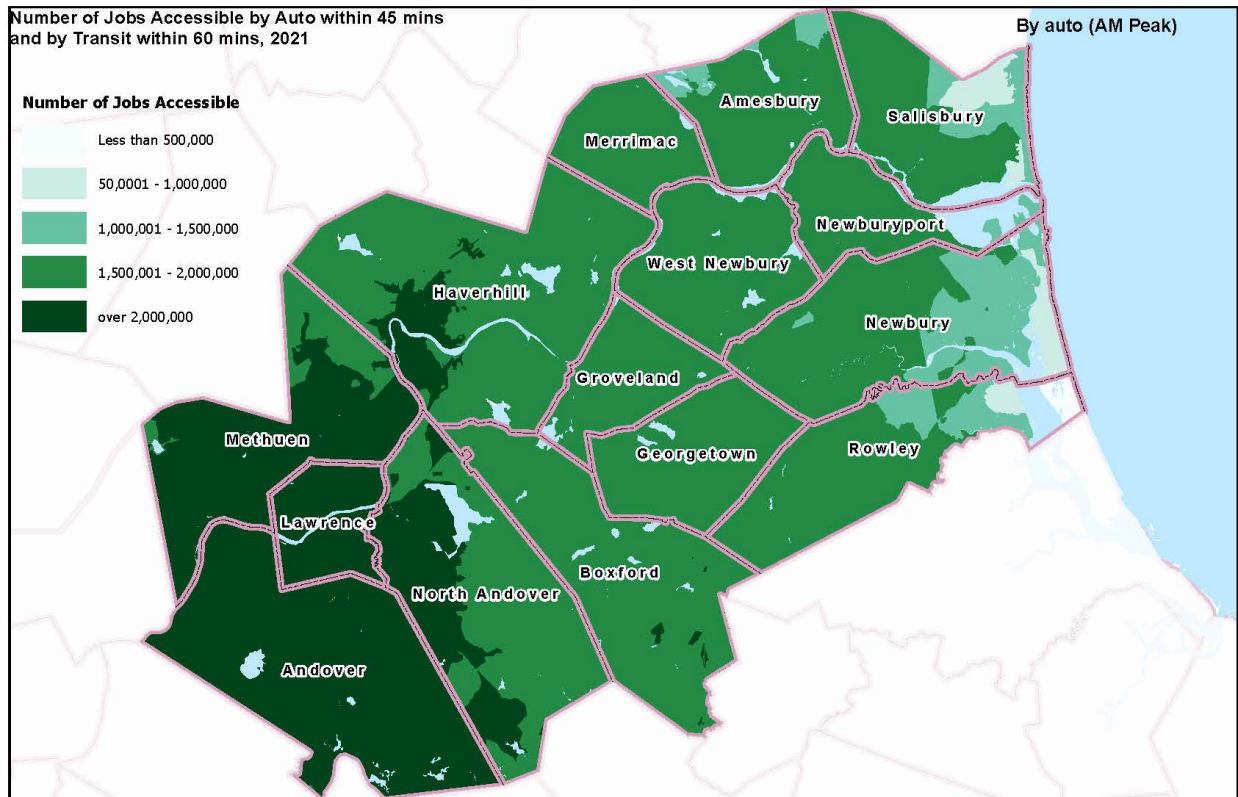 Number of Jobs Accessible by Auto within 45 mins
and by Transit within 60 mins, 2021
By auto (AM Peak)
Number of Jobs Accessible
Less than 500,000
50,0001 - 1,000,000
1,000,001 - 1,500,000
1,500,001 - 2,000,000
over 2,000,000
Amesbury
Salisbury
Merrimac
Newburyport
West Newbury
Haverhill
Newbury
Groveland
Methuen
Georgetown
Rowley
Lawrence
Boxford
North Andover
Andover